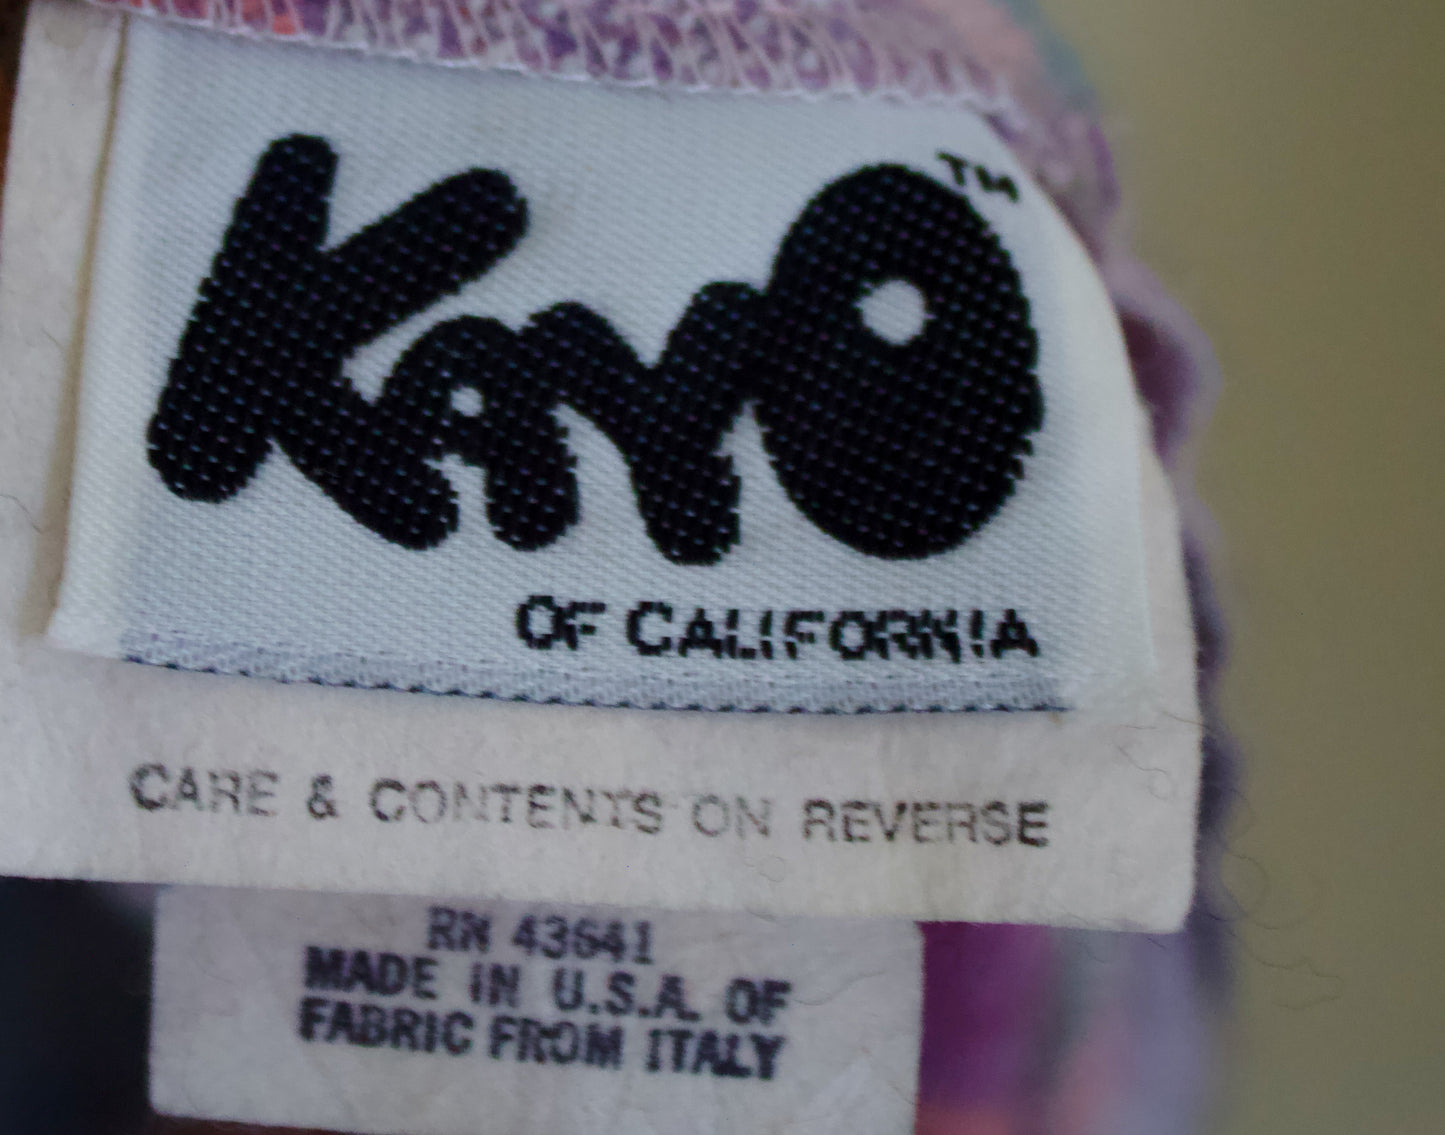 KayO™
OF CALIFORNIA
CARE & CONTENTS ON REVERSE
RN 43641
MADE IN U.S.A. OF
FABRIC FROM ITALY